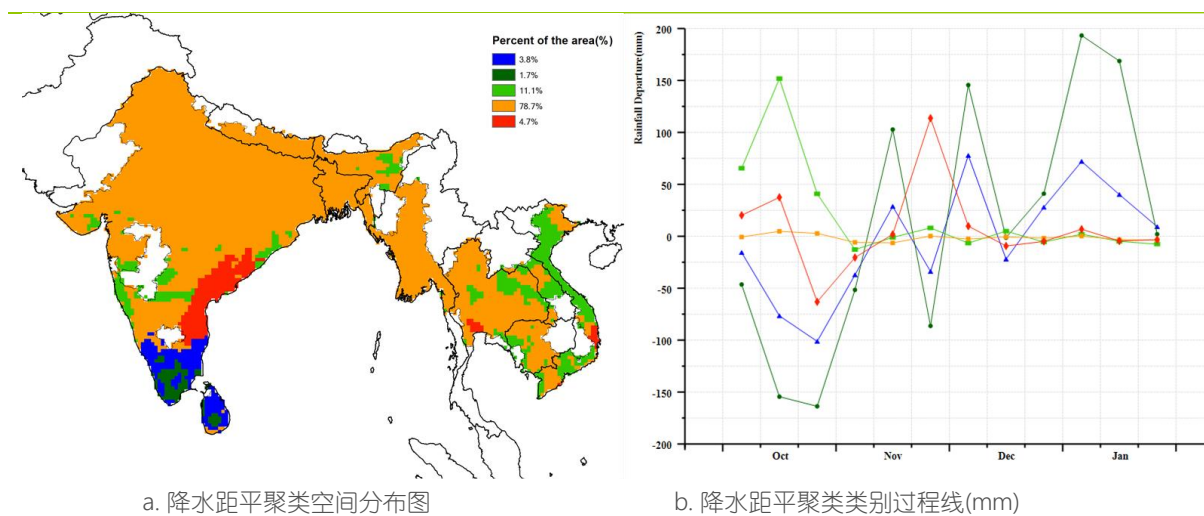 Percent of the area(%)
3.8%
1.7%
11.1%
78.7%
4.7%
Rainfall Departure(mm)
200
150
100
50
0
-50
-100
-150
-200
Oct Nov Dec Jan
a. 降水距平聚类空间分布图
b. 降水距平聚类类别过程线(mm)